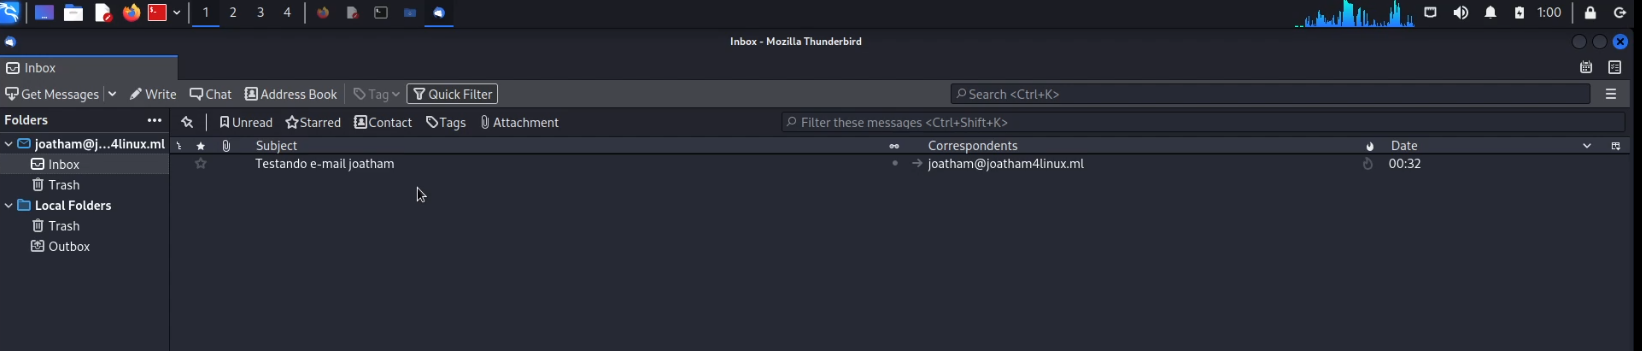 1 2 3 4 1:00
Inbox - Mozilla Thunderbird
Inbox
Get Messages Write Chat Address Book Tag Quick Filter Search <Ctrl+K>
Folders Unread Starred Contact Tags Attachment Filter these messages <Ctrl+Shift+K>
joatham@j...4linux.ml Subject Correspondents Date
Inbox Testando e-mail joatham joatham@joatham4linux.ml 00:32
Trash
Local Folders
Trash
Outbox